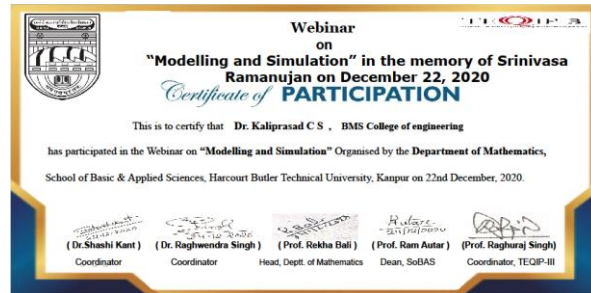 Webinar
TEQIP 3
on
“Modelling and Simulation” in the memory of Srinivasa
Ramanujan on December 22, 2020
Certificate of PARTICIPATION
This is to certify that Dr. Kaliprasad C S , BMS College of engineering
has participated in the Webinar on “Modelling and Simulation” Organised by the Department of Mathematics,
School of Basic & Applied Sciences, Harcourt Butler Technical University, Kanpur on 22nd December, 2020.
(Dr.Shashi Kant ) ( Dr. Raghwendra Singh ) (Prof. Rekha Bali ) (Prof. Ram Autar ) (Prof. Raghuraj Singh)
Coordinator Coordinator Head, Deptt. of Mathematics Dean, SoBAS Coordinator, TEQIP-III